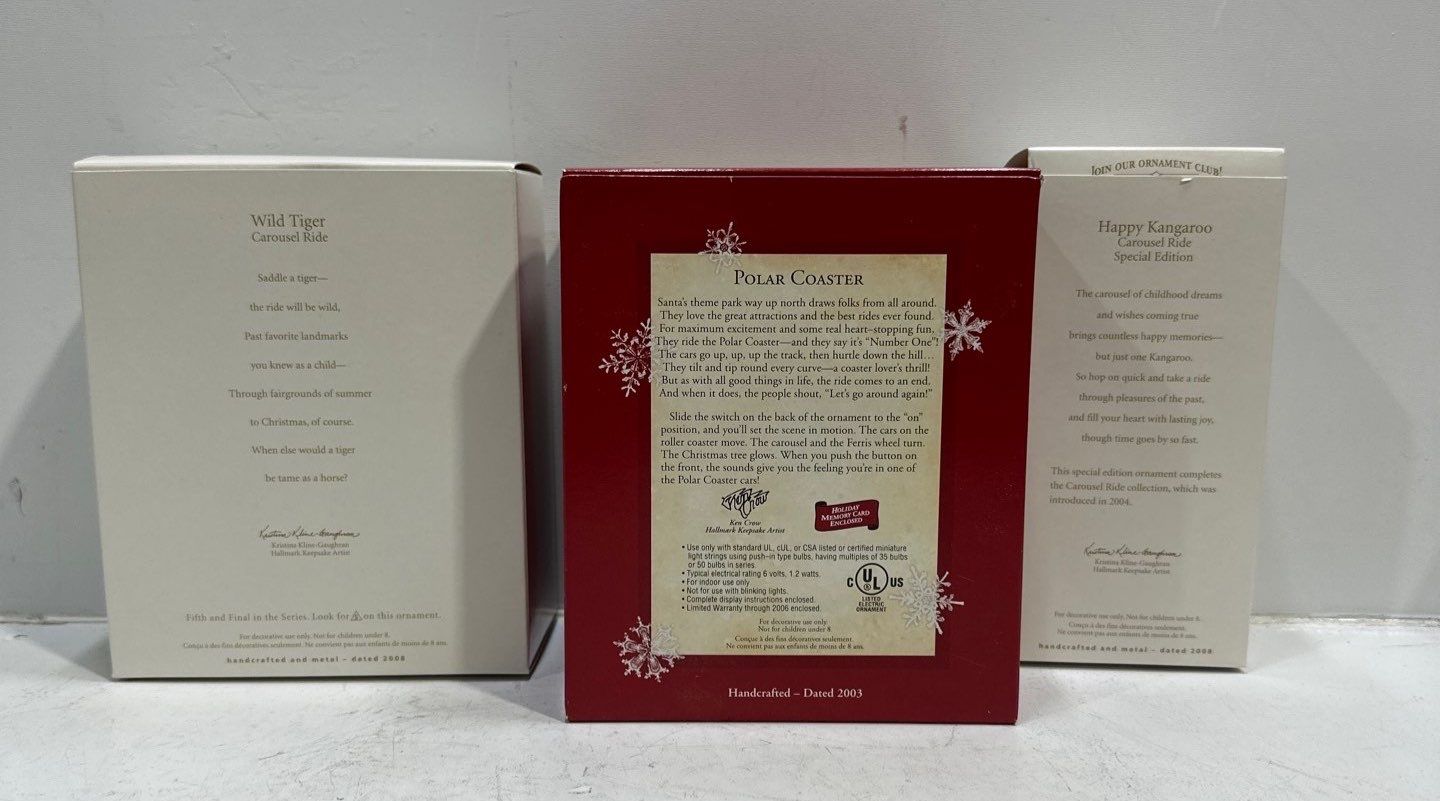 Wild Tiger
Carousel Ride
Saddle a tiger—
the ride will be wild,
Past favorite landmarks
you knew as a child—
Through fairgrounds of summer
to Christmas, of course.
When else would a tiger
be tame as a horse?
Kristina Kline-Gaughran
Kristina Kline-Gaughran
Hallmark Keepsake Artist
Fifth and Final in the Series. Look for on this ornament.
For decorative use only. Not for children under 8.
Conçu à des fins décoratives seulement.
Ne convient pas aux enfants de moins de 8 ans.
handcrafted and metal – dated 2008
POLAR COASTER
Santa's theme park way up north draws folks from all around.
They love the great attractions and the best rides ever found.
For maximum excitement and some real heart–stopping fun,
They ride the Polar Coaster—and they say it's "Number One"!
The cars go up, up, up the track, then hurtle down the hill…
They tilt and tip round every curve—a coaster lover's thrill!
But as with all good things in life, the ride comes to an end.
And when it does, the people shout, "Let's go around again!"
Slide the switch on the back of the ornament to the "on"
position, and you'll set the scene in motion. The cars on the
roller coaster move. The carousel and the Ferris wheel turn.
The Christmas tree glows. When you push the button on
the front, the sounds give you the feeling you're in one of
the Polar Coaster cars!
Ken Crow
Ken Crow
Hallmark Keepsake Artist
HOLIDAY
MEMORY CARD
ENCLOSED
• Use only with standard UL, cUL, or CSA listed or certified miniature
light strings using push–in type bulbs, having multiples of 35 bulbs
or 50 bulbs in series.
• Typical electrical rating 6 volts, 1.2 watts.
• For indoor use only.
• Not for use with blinking lights.
• Complete display instructions enclosed.
• Limited Warranty through 2006 enclosed.
C UL ® US
LISTED
ELECTRIC
ORNAMENT
For decorative use only.
Not for children under 8.
Conçue à des fins décoratives seulement.
Ne convient pas aux enfants de moins de 8 ans.
Handcrafted – Dated 2003
JOIN OUR ORNAMENT CLUB!
Happy Kangaroo
Carousel Ride
Special Edition
The carousel of childhood dreams
and wishes coming true
brings countless happy memories—
but just one Kangaroo.
So hop on quick and take a ride
through pleasures of the past,
and fill your heart with lasting joy,
though time goes by so fast.
This special edition ornament completes
the Carousel Ride collection, which was
introduced in 2004.
Kristina Kline-Gaughran
Kristina Kline-Gaughran
Hallmark Keepsake Artist
For decorative use only. Not for children under 8.
Conçu à des fins décoratives seulement.
Ne convient pas aux enfants de moins de 8 ans.
handcrafted and metal – dated 2008